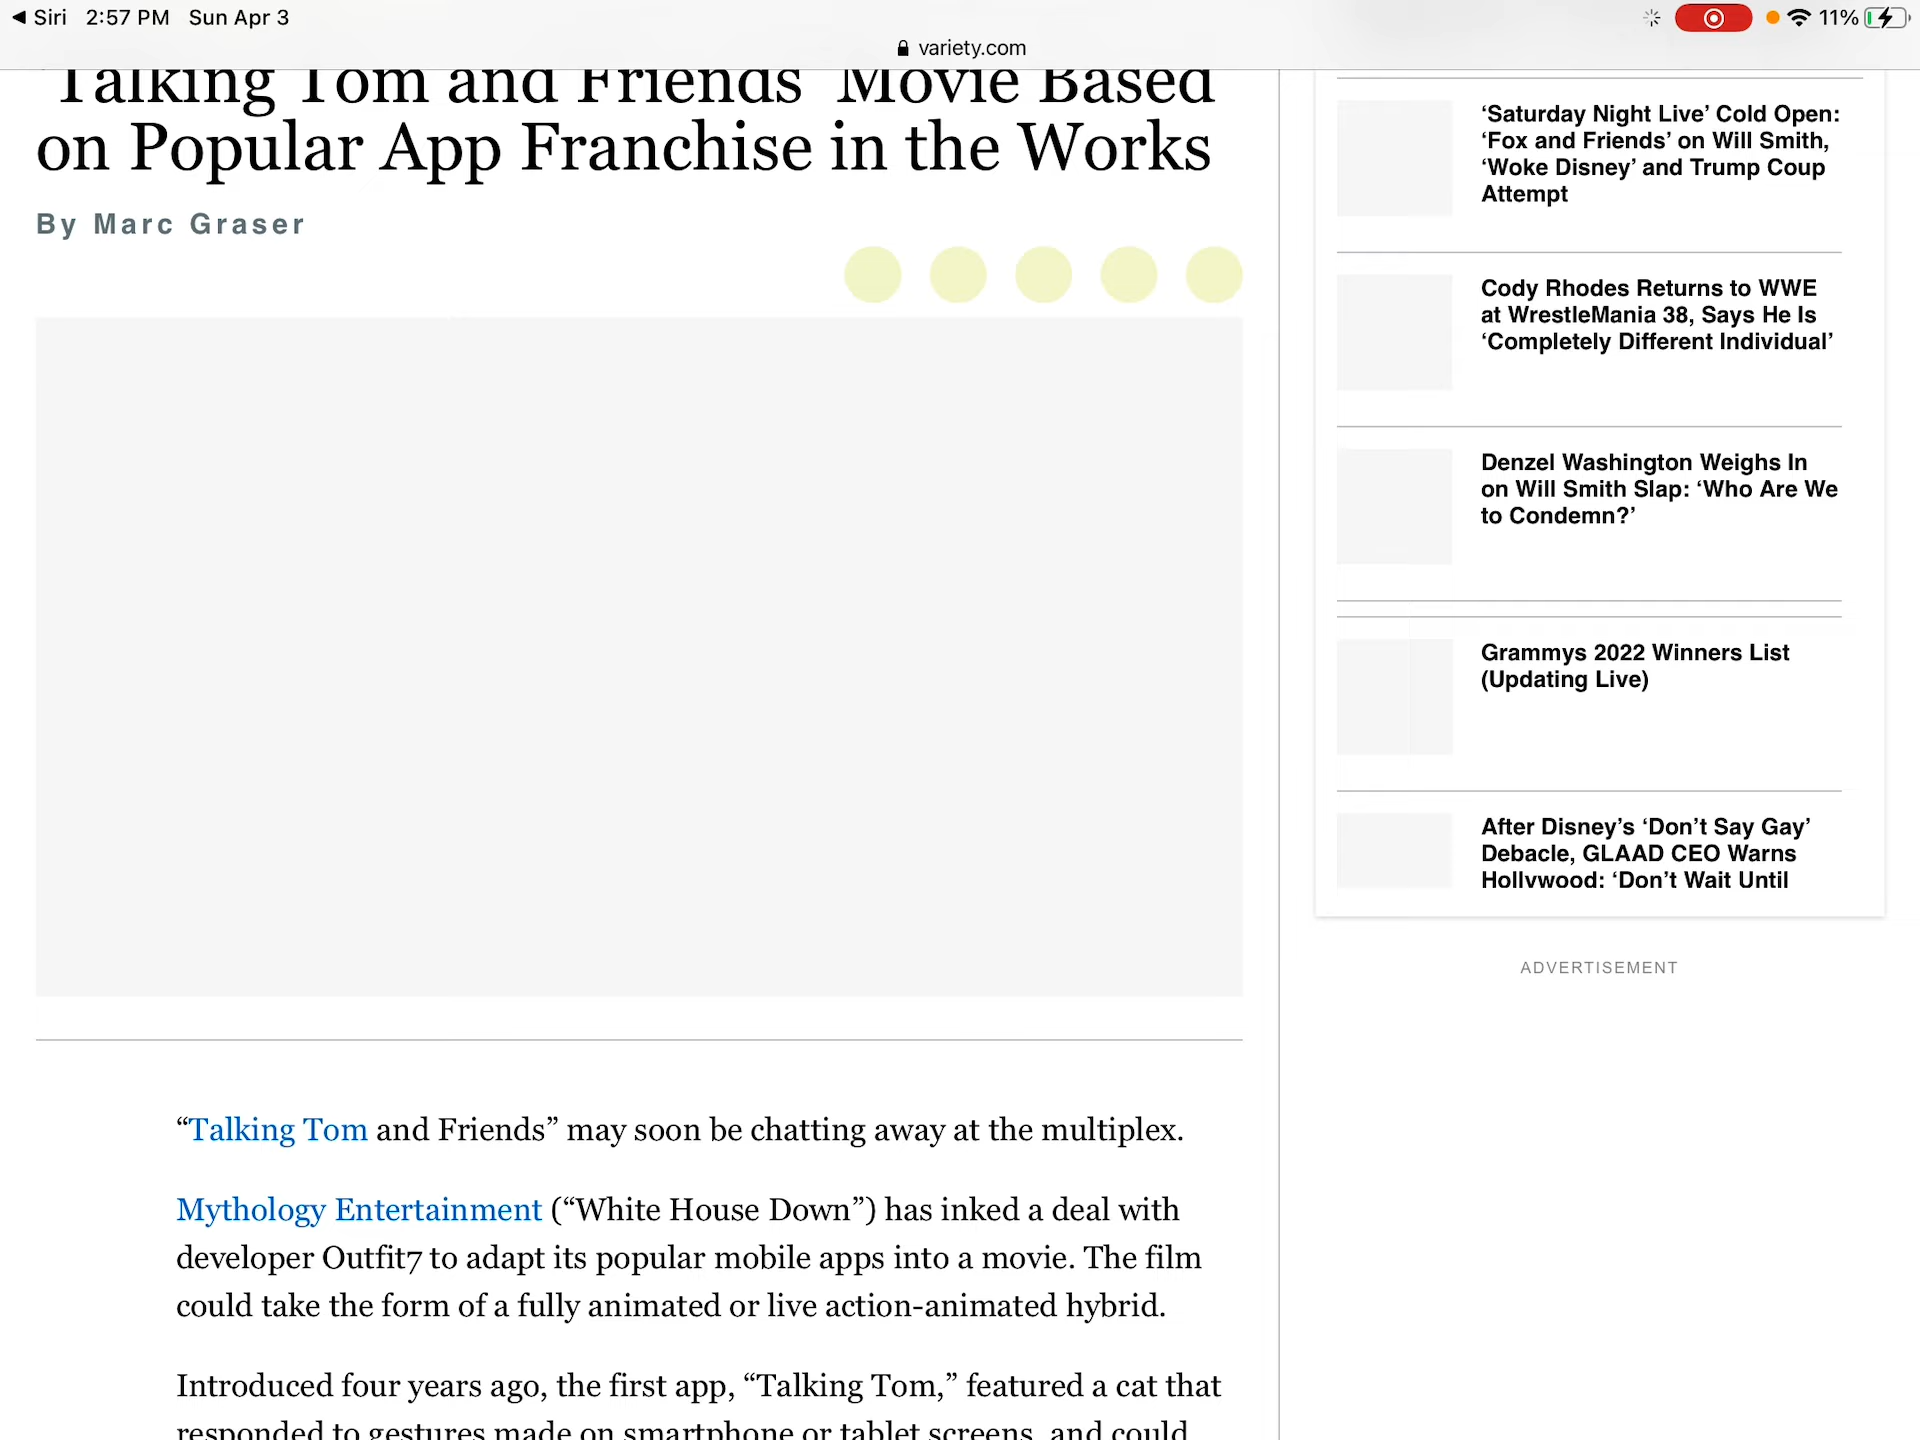 ◀ Siri 2:57 PM Sun Apr 3
11%
variety.com
'Talking Tom and Friends' Movie Based
on Popular App Franchise in the Works
By Marc Graser
“Talking Tom and Friends” may soon be chatting away at the multiplex.
Mythology Entertainment (“White House Down”) has inked a deal with
developer Outfit7 to adapt its popular mobile apps into a movie. The film
could take the form of a fully animated or live action-animated hybrid.
Introduced four years ago, the first app, “Talking Tom,” featured a cat that
responded to gestures made on smartphone or tablet screens, and could
‘Saturday Night Live’ Cold Open:
‘Fox and Friends’ on Will Smith,
‘Woke Disney’ and Trump Coup
Attempt
Cody Rhodes Returns to WWE
at WrestleMania 38, Says He Is
‘Completely Different Individual’
Denzel Washington Weighs In
on Will Smith Slap: ‘Who Are We
to Condemn?’
Grammys 2022 Winners List
(Updating Live)
After Disney’s ‘Don’t Say Gay’
Debacle, GLAAD CEO Warns
Hollywood: ‘Don’t Wait Until
ADVERTISEMENT